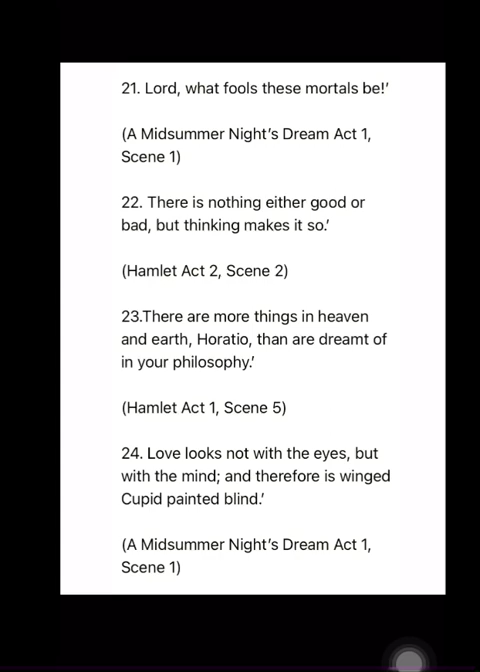 21. Lord, what fools these mortals be!’
(A Midsummer Night’s Dream Act 1,
Scene 1)
22. There is nothing either good or
bad, but thinking makes it so.’
(Hamlet Act 2, Scene 2)
23.There are more things in heaven
and earth, Horatio, than are dreamt of
in your philosophy.’
(Hamlet Act 1, Scene 5)
24. Love looks not with the eyes, but
with the mind; and therefore is winged
Cupid painted blind.’
(A Midsummer Night’s Dream Act 1,
Scene 1)